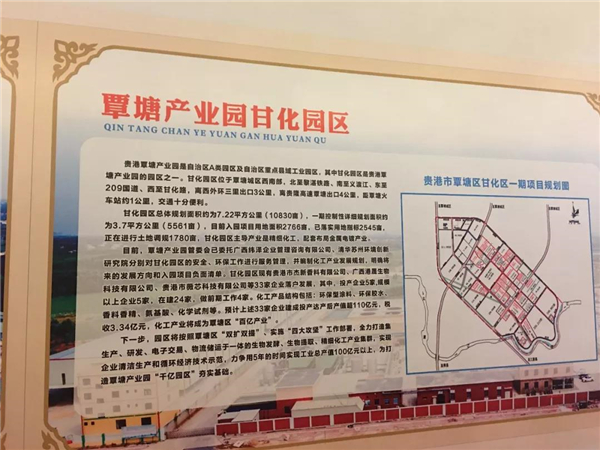 覃塘产业园甘化园区
QIN TANG CHAN YE YUAN GAN HUA YUAN QU
贵港覃塘产业园是自治区A类园区及自治区重点县域工业园区，其中甘化园区是贵港覃
塘产业园的园区之一。甘化园区位于覃塘城区西南部，北至黎湛铁路、南至义渡江、东至
209国道、西至甘化路，离西外环三里出口3公里，离贵隆高速覃塘出口4公里，距覃塘火
车站约1公里，交通十分便利。
甘化园区总体规划面积约为7.22平方公里（10830亩），一期控制性详细规划面积约
为3.7平方公里（5561亩）。目前入园项目用地面积2766亩，已落实用地指标2545亩，
正在进行土地调规1780亩，甘化园区主导产业是精细化工，配套布局金属电镀产业。
目前，覃塘产业园管委会已委托广西炜泽企业管理咨询有限公司、清华苏州环境创新
研究院分别对甘化园区的安全、环保工作进行服务管理，并编制化工产业发展规划，明确将
来的发展方向和入园项目负面清单。甘化园区现有贵港市杰新香料有限公司、广西港晟生物
科技有限公司、贵港市薇芯科技有限公司等33家企业落户发展，其中，投产企业5家，规模
以上企业5家，在建24家，做前期工作4家。化工产品结构包括：环保型涂料、环保胶水、
香料香精、氨基酸、化学试剂等。预计上述33家企业建成投产达产后产值超110亿元，税
收3.34亿元，化工产业将成为覃塘区“百亿产业”。
下一步，园区将按照覃塘区“双扩双提”、实施“四大攻坚”工作部署，全力打造集
生产、研发、电子交易、物流储运于一体的生物发酵、生物提取、精细化工产业集群，实现
企业清洁生产和循环经济技术示范，力争用5年的时间实现工业总产值100亿元以上，为打
造覃塘产业园“千亿园区”夯实基础。
贵港市覃塘区甘化区一期项目规划图